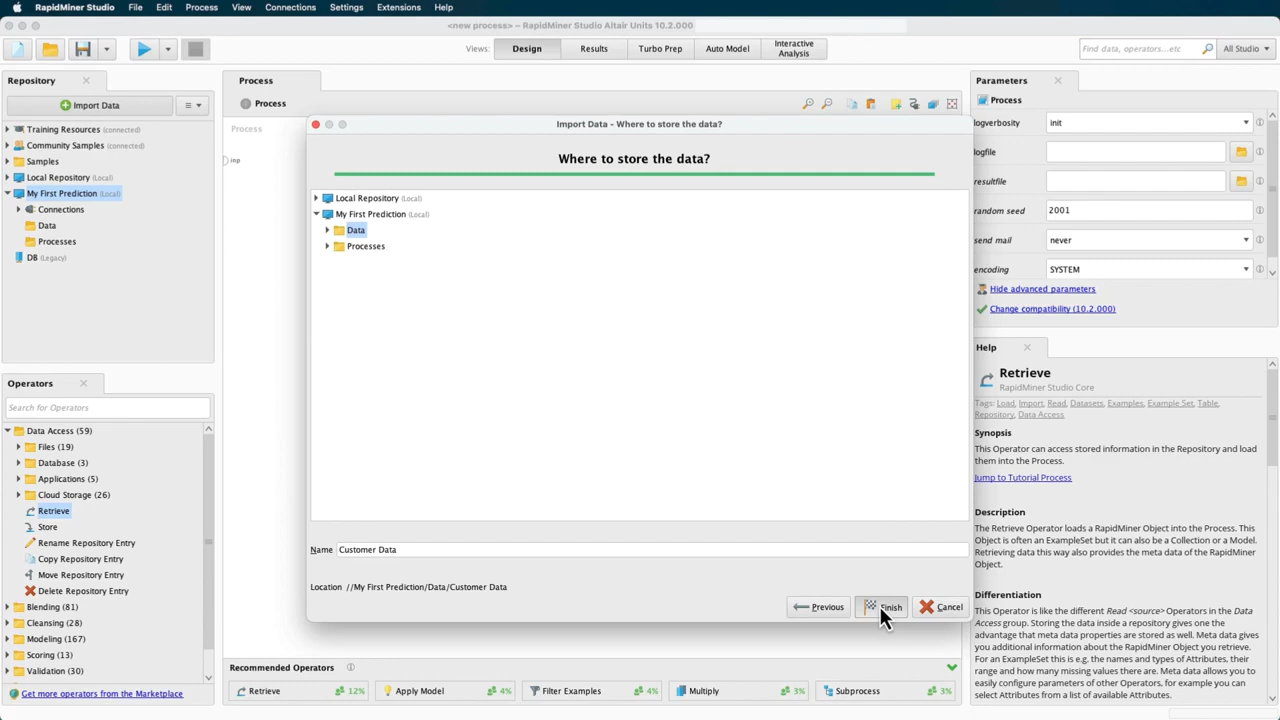 RapidMiner Studio File Edit Process View Connections Settings Extensions Help
<new process> – RapidMiner Studio Altair Units 10.2.000
Views: Design Results Turbo Prep Auto Model Interactive Analysis
Find data, operators...etc All Studio
Repository
Import Data
Training Resources (connected)
Community Samples (connected)
Samples
Local Repository (Local)
My First Prediction (Local)
Connections
Data
Processes
DB (Legacy)
Operators
Search for Operators
Data Access (59)
Files (19)
Database (3)
Applications (5)
Cloud Storage (26)
Retrieve
Store
Rename Repository Entry
Copy Repository Entry
Move Repository Entry
Delete Repository Entry
Blending (81)
Cleansing (28)
Modeling (167)
Scoring (13)
Validation (30)
Get more operators from the Marketplace
Process
Process
Process
inp
Import Data - Where to store the data?
Where to store the data?
Local Repository (Local)
My First Prediction (Local)
Data
Processes
Name Customer Data
Location //My First Prediction/Data/Customer Data
Previous Finish Cancel
Recommended Operators
Retrieve 12% Apply Model 4% Filter Examples 4% Multiply 3% Subprocess 3%
Parameters
Process
logverbosity init
logfile
resultfile
random seed 2001
send mail never
encoding SYSTEM
Hide advanced parameters
Change compatibility (10.2.000)
Help
Retrieve
RapidMiner Studio Core
Tags: Load, Import, Read, Datasets, Examples, Example Set, Table,
Repository, Data Access
Synopsis
This Operator can access stored information in the Repository and load
them into the Process.
Jump to Tutorial Process
Description
The Retrieve Operator loads a RapidMiner Object into the Process. This
Object is often an ExampleSet but it can also be a Collection or a Model.
Retrieving data this way also provides the meta data of the RapidMiner
Object.
Differentiation
This Operator is like the different Read <source> Operators in the Data
Access group. Storing the data inside a repository gives one the
advantage that meta data properties are stored as well. Meta data gives
you additional information about the RapidMiner Object you retrieve.
For an ExampleSet this is e.g. the names and types of Attributes, their
range and how many missing values there are. Meta data allows you to
easily configure parameters of other Operators, for example you can
select Attributes from a list of available Attributes.